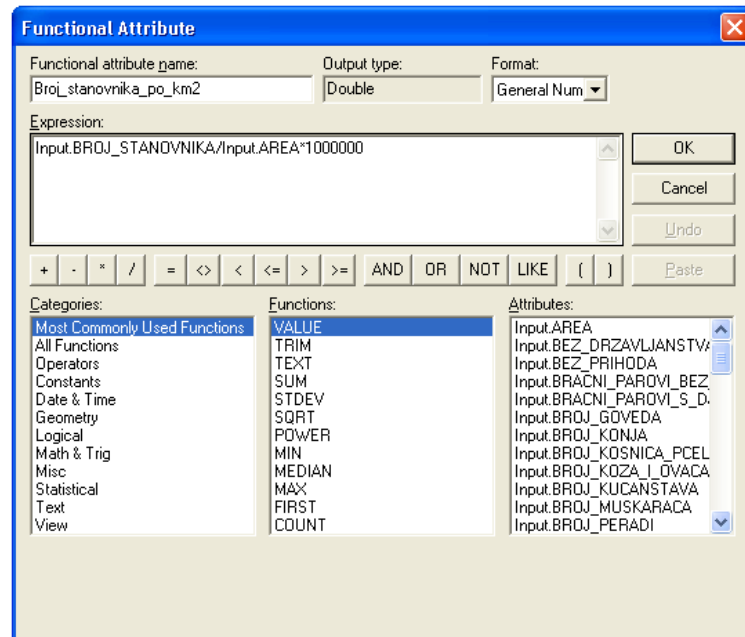 Functional Attribute
Functional attribute name: Output type: Format:
Broj_stanovnika_po_km2 Double General Num
Expression:
Input.BROJ_STANOVNIKA/Input.AREA*1000000
OK
Cancel
Undo
Paste
+ - * / = <> < <= > >= AND OR NOT LIKE ( )
Categories:
Most Commonly Used Functions
All Functions
Operators
Constants
Date & Time
Geometry
Logical
Math & Trig
Misc
Statistical
Text
View
Functions:
VALUE
TRIM
TEXT
SUM
STDEV
SQRT
POWER
MIN
MEDIAN
MAX
FIRST
COUNT
Attributes:
Input.AREA
Input.BEZ_DRZAVLJANSTVA
Input.BEZ_PRIHODA
Input.BRACNI_PAROVI_BEZ_
Input.BRACNI_PAROVI_S_D
Input.BROJ_GOVEDA
Input.BROJ_KONJA
Input.BROJ_KOSNICA_PCEL
Input.BROJ_KOZA_I_OVACA
Input.BROJ_KUCANSTAVA
Input.BROJ_MUSKARACA
Input.BROJ_PERADI